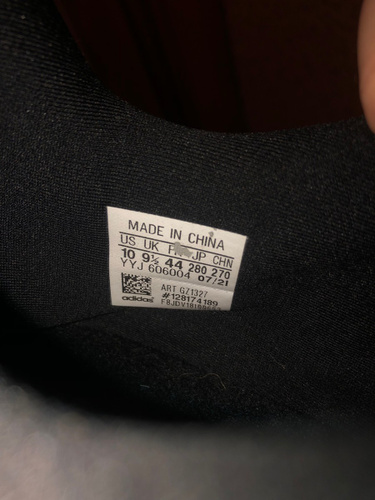 MADE IN CHINA
US UK JP CHN
10 9½ 44 280 270
YYJ 606004 07/21
ART GZ1327
#128174189
adidas